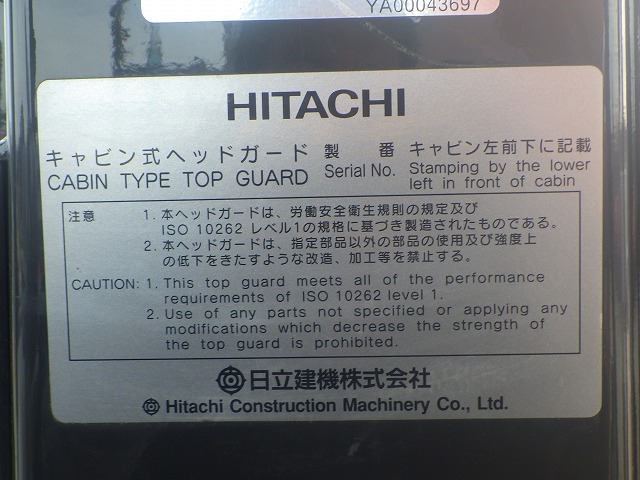 YA00043697
HITACHI
キャビン式ヘッドガード 製 番 キャビン左前下に記載
CABIN TYPE TOP GUARD Serial No. Stamping by the lower left in front of cabin
注意 1. 本ヘッドガードは、労働安全衛生規則の規定及び
ISO 10262 レベル1の規格に基づき製造されたものである。
2. 本ヘッドガードは、指定部品以外の部品の使用及び強度上
の低下をきたすような改造、加工等を禁止する。
CAUTION: 1. This top guard meets all of the performance
requirements of ISO 10262 level 1.
2. Use of any parts not specified or applying any
modifications which decrease the strength of
the top guard is prohibited.
日立建機株式会社
Hitachi Construction Machinery Co., Ltd.